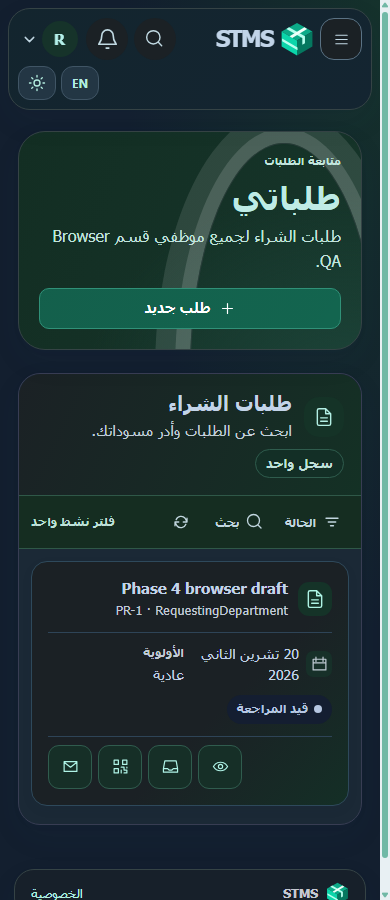 STMS
R
EN
متابعة الطلبات
طلباتي
طلبات الشراء لجميع موظفي قسم Browser
QA.
+ طلب جديد
طلبات الشراء
ابحث عن الطلبات وأدر مسوداتك.
سجل واحد
الحالة
بحث
فلتر نشط واحد
Phase 4 browser draft
PR-1 · RequestingDepartment
20 تشرين الثاني
2026
الأولوية
عادية
قيد المراجعة
STMS
الخصوصية